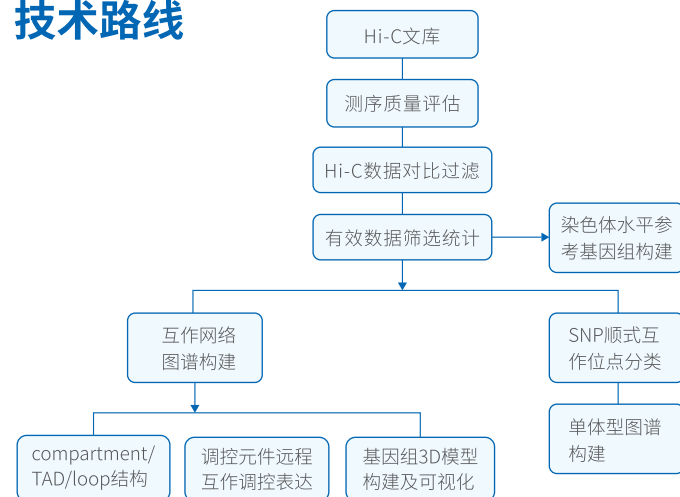 技术路线
Hi-C文库
测序质量评估
Hi-C数据对比过滤
有效数据筛选统计
染色体水平参
考基因组构建
互作网络
图谱构建
SNP顺式互
作位点分类
单体型图谱
构建
compartment/
TAD/loop结构
调控元件远程
互作调控表达
基因组3D模型
构建及可视化